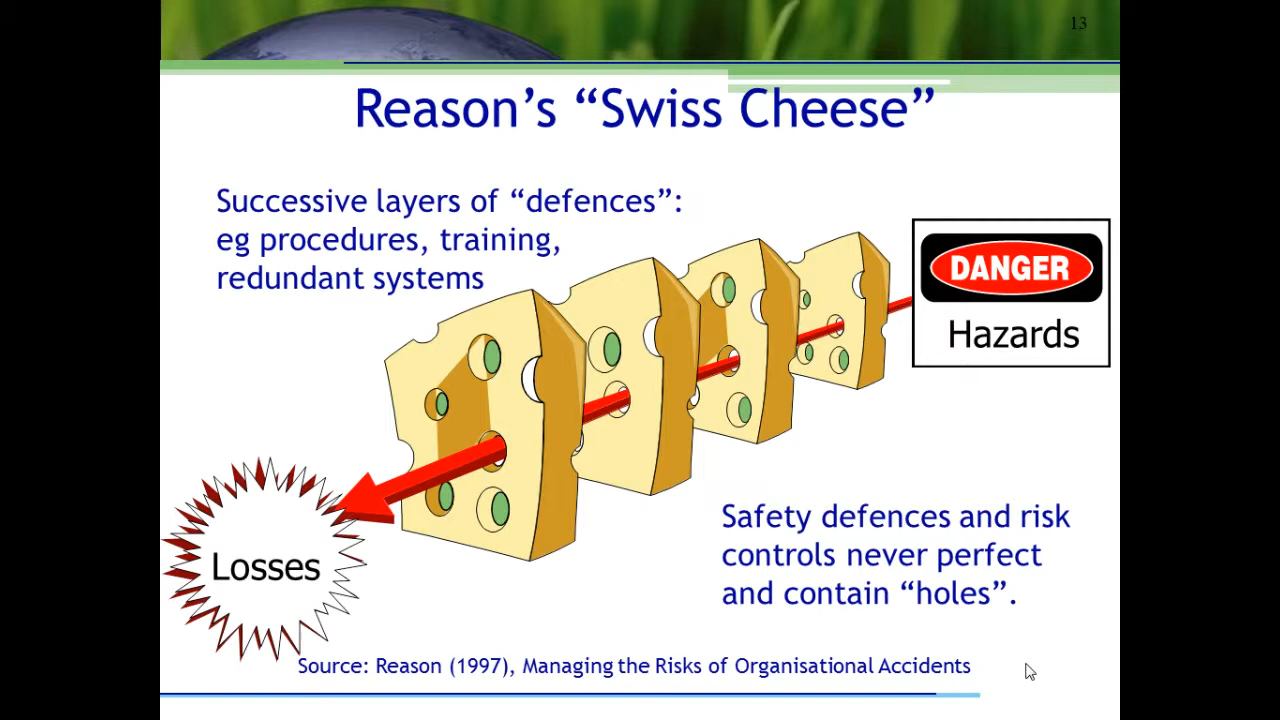 13
Reason’s “Swiss Cheese”
Successive layers of “defences”:
eg procedures, training,
redundant systems
DANGER
Hazards
Losses
Safety defences and risk
controls never perfect
and contain “holes”.
Source: Reason (1997), Managing the Risks of Organisational Accidents